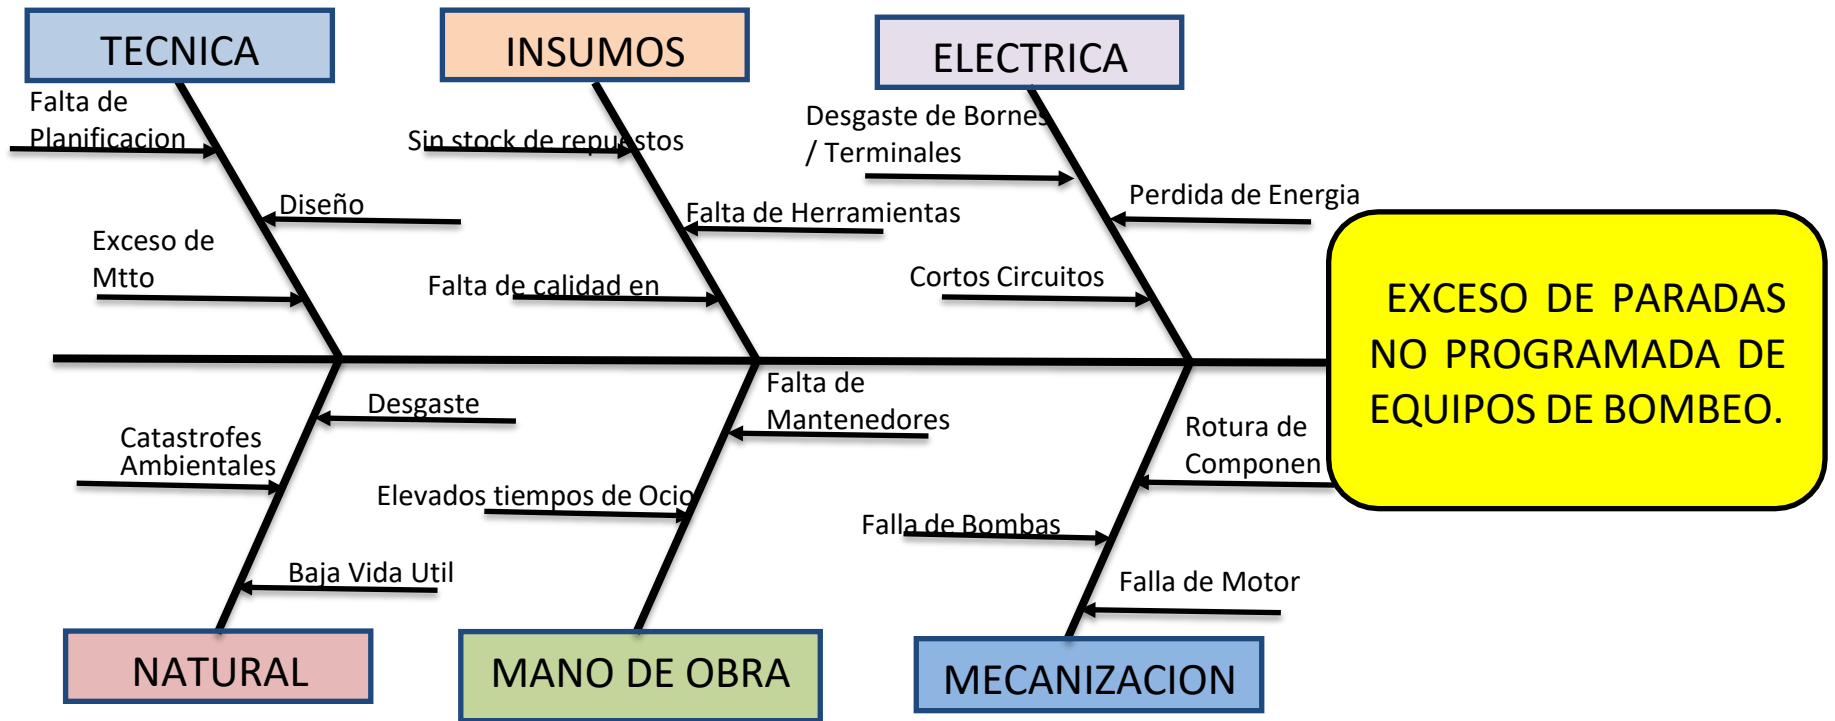 TECNICA
INSUMOS
ELECTRICA
Falta de
Planificacion
Diseño
Exceso de
Mtto
Sin stock de repuestos
Falta de Herramientas
Falta de calidad en
Desgaste de Bornes
/ Terminales
Perdida de Energia
Cortos Circuitos
EXCESO DE PARADAS
NO PROGRAMADA DE
EQUIPOS DE BOMBEO.
Desgaste
Catastrofes
Ambientales
Baja Vida Util
Falta de
Mantenedores
Elevados tiempos de Ocio
Rotura de
Componen
Falla de Bombas
Falla de Motor
NATURAL
MANO DE OBRA
MECANIZACION